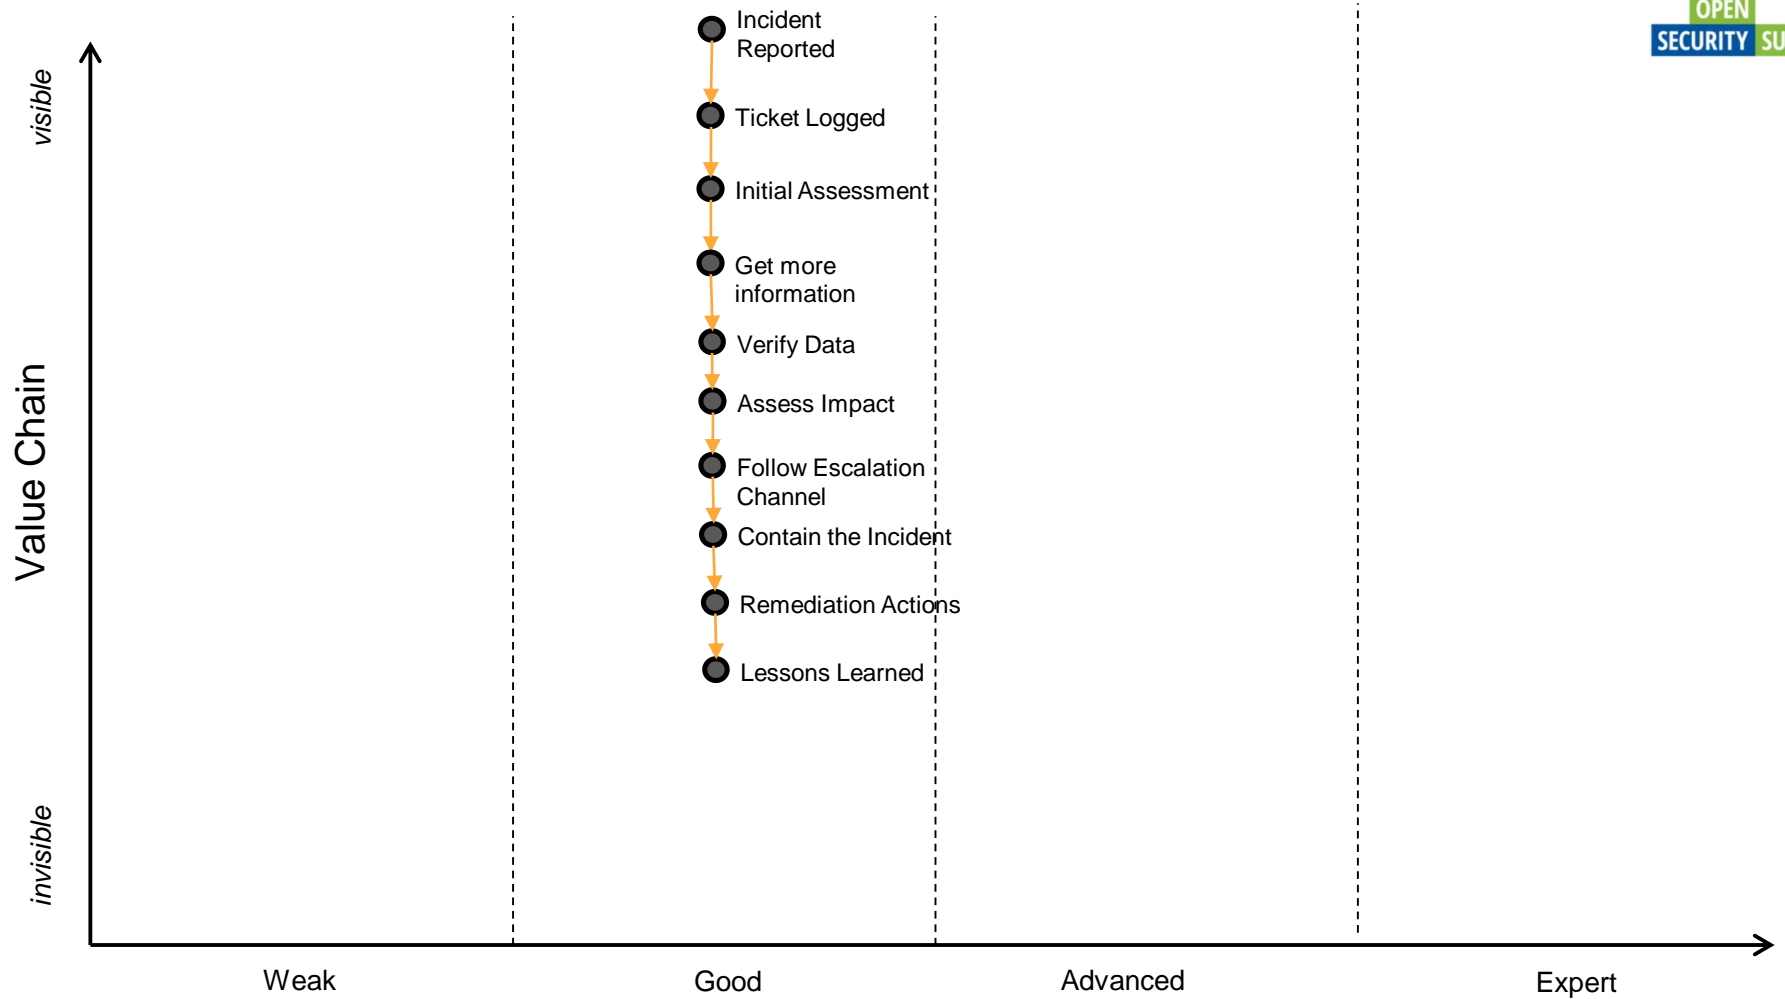 OPEN
SECURITY SU
Incident
Reported
Ticket Logged
Initial Assessment
Get more
information
Verify Data
Assess Impact
Follow Escalation
Channel
Contain the Incident
Remediation Actions
Lessons Learned
visible
Value Chain
invisible
Weak
Good
Advanced
Expert